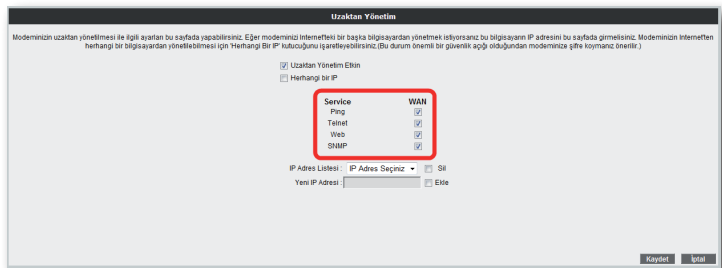 Uzaktan Yönetim
Modeminizin uzaktan yönetilmesi ile ilgili ayarları bu sayfada yapabilirsiniz. Eğer modeminizi Internetteki bir başka bilgisayardan yönetmek istiyorsanız bu bilgisayarın IP adresini bu sayfada girmelisiniz. Modeminizin Internetten
herhangi bir bilgisayardan yönetilebilmesi için 'Herhangi Bir IP' kutucuğunu işaretleyebilirsiniz.(Bu durum önemli bir güvenlik açığı olduğundan modeminize şifre koymanız önerilir.)
Uzaktan Yönetim Etkin
Herhangi bir IP
Service WAN
Ping
Telnet
Web
SNMP
IP Adres Listesi : IP Adres Seçiniz Sil
Yeni IP Adresi : Ekle
Kaydet İptal